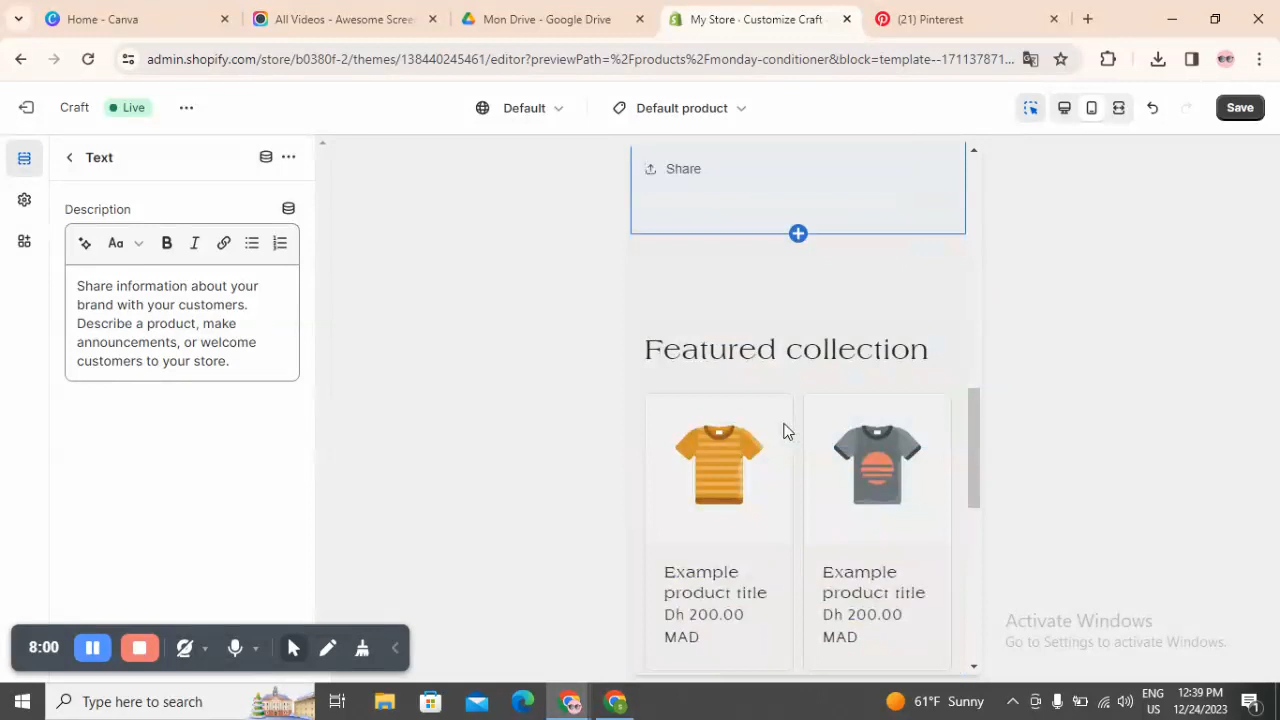 Home - Canva
All Videos - Awesome Scree
Mon Drive - Google Drive
My Store · Customize Craft ·
(21) Pinterest
admin.shopify.com/store/b0380f-2/themes/138440245461/editor?previewPath=%2Fproducts%2Fmonday-conditioner&block=template--171137871...
Craft
Live
Default
Default product
Save
Text
Description
Aa
B
I
Share information about your
brand with your customers.
Describe a product, make
announcements, or welcome
customers to your store.
Share
Featured collection
Example
product title
Dh 200.00
MAD
Example
product title
Dh 200.00
MAD
Activate Windows
Go to Settings to activate Windows.
8:00
Type here to search
61°F Sunny
ENG
US
12:39 PM
12/24/2023
1